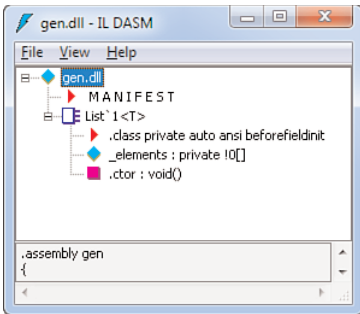 gen.dll - IL DASM
File View Help
gen.dll
MANIFEST
List`1<T>
.class private auto ansi beforefieldinit
_elements : private !0[]
.ctor : void()
.assembly gen
{